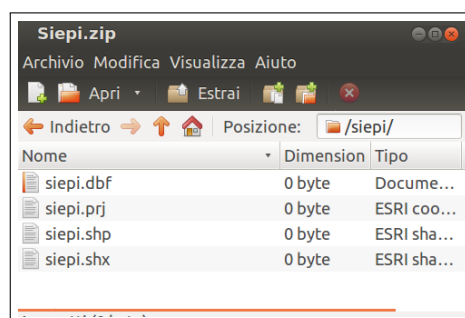 Siepi.zip
Archivio Modifica Visualizza Aiuto
Apri Estrai
Indietro Posizione: /siepi/
Nome Dimension Tipo
siepi.dbf 0 byte Docume...
siepi.prj 0 byte ESRI coo...
siepi.shp 0 byte ESRI sha...
siepi.shx 0 byte ESRI sha...